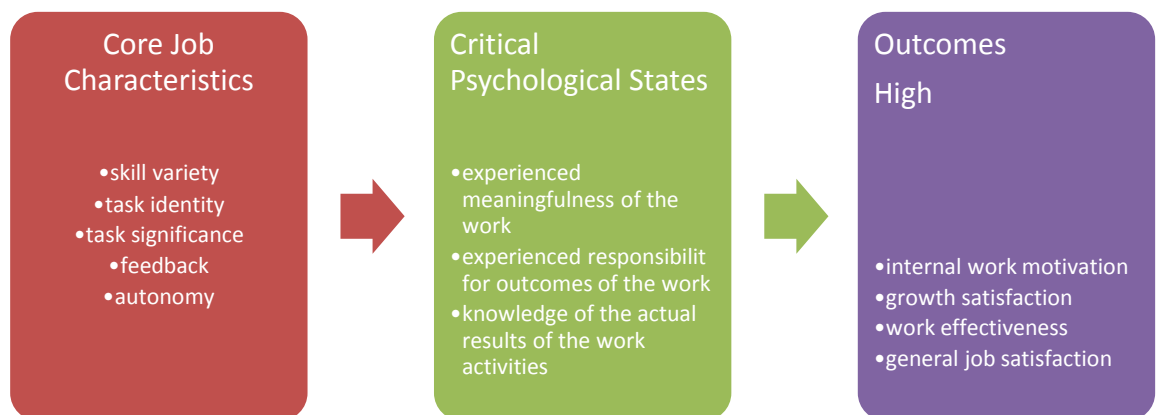 Core Job
Characteristics
•skill variety
•task identity
•task significance
•feedback
•autonomy
Critical
Psychological States
•experienced
meaningfulness of the
work
•experienced responsibilit
for outcomes of the work
•knowledge of the actual
results of the work
activities
Outcomes
High
•internal work motivation
•growth satisfaction
•work effectiveness
•general job satisfaction